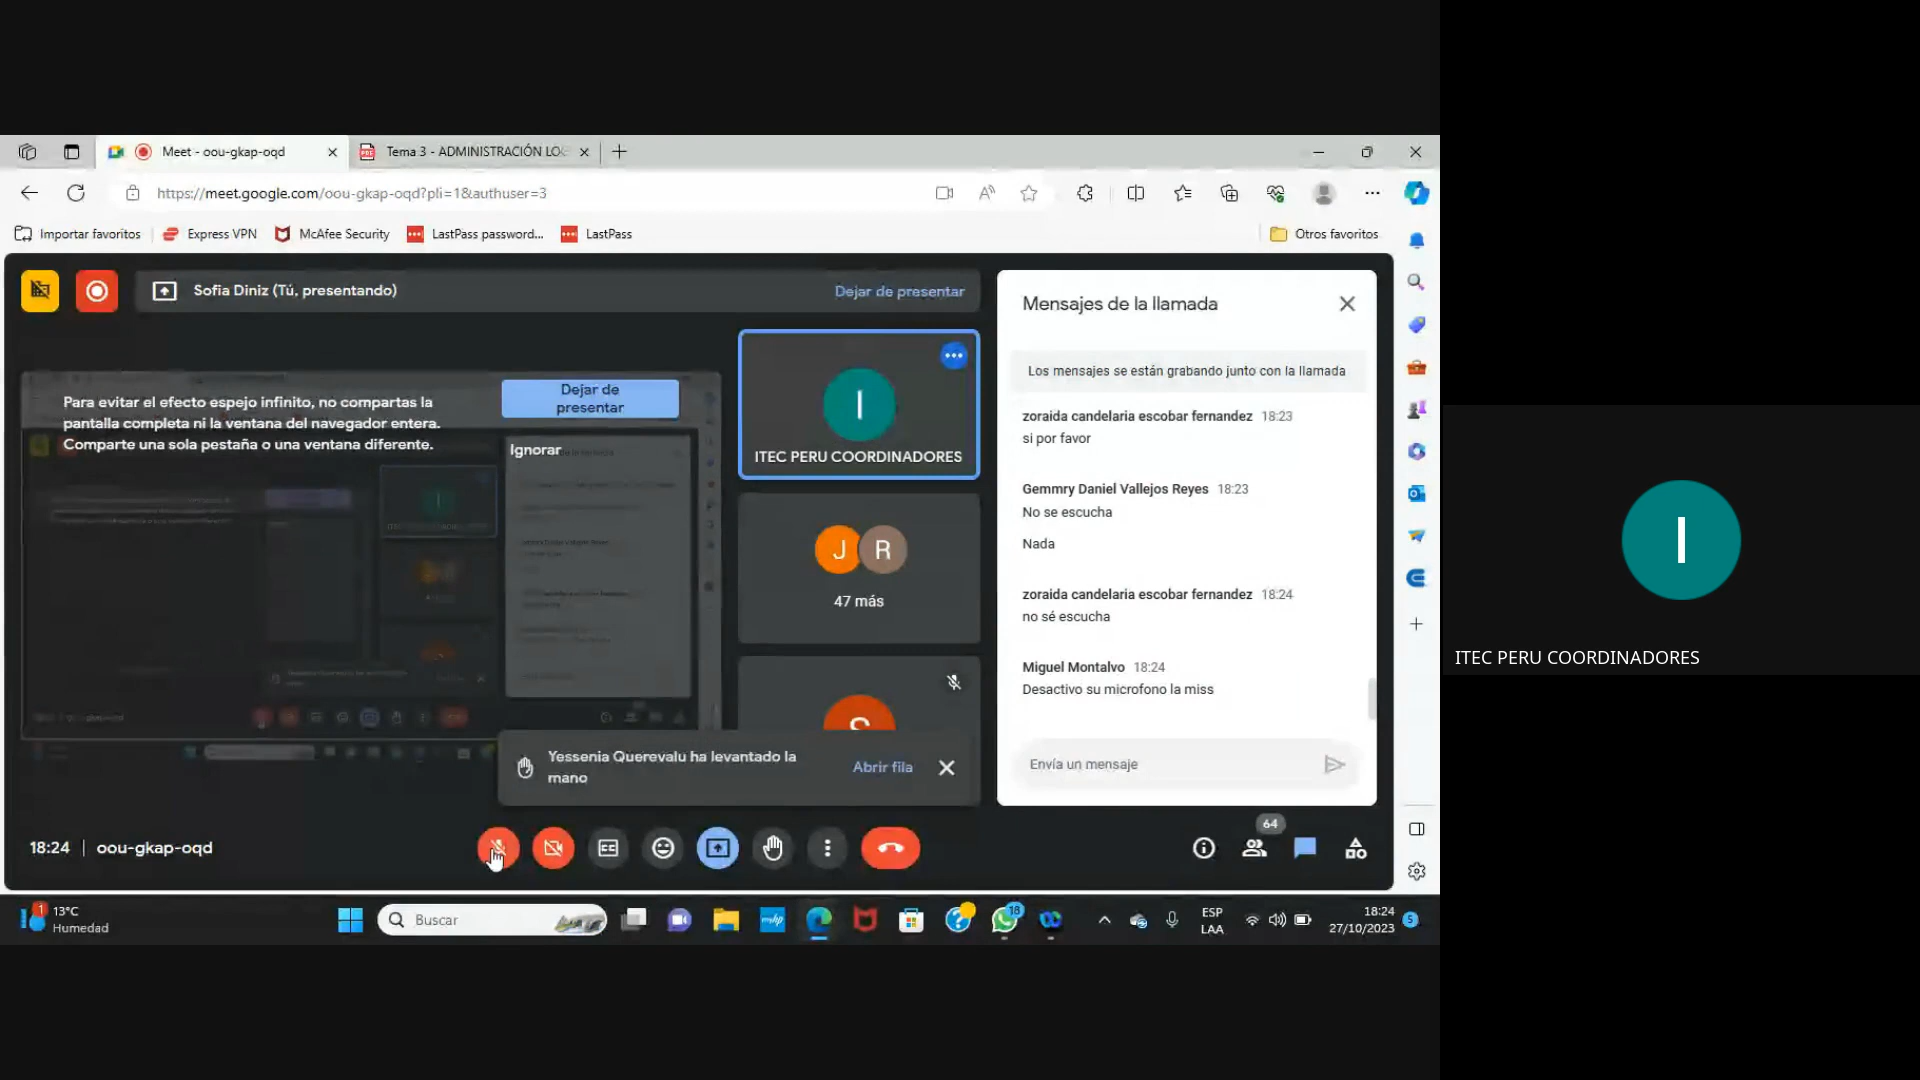 Meet - oou-gkap-oqd
Tema 3 - ADMINISTRACIÓN LO
https://meet.google.com/oou-gkap-oqd?pli=1&authuser=3
Importar favoritos
Express VPN
McAfee Security
LastPass password...
LastPass
Otros favoritos
Sofia Diniz (Tú, presentando)
Dejar de presentar
Para evitar el efecto espejo infinito, no compartas la
pantalla completa ni la ventana del navegador entera.
Comparte una sola pestaña o una ventana diferente.
Dejar de
presentar
Ignorar
I
ITEC PERU COORDINADORES
J R
47 más
S
Yessenia Querevalu ha levantado la
mano
Abrir fila
Mensajes de la llamada
Los mensajes se están grabando junto con la llamada
zoraida candelaria escobar fernandez 18:23
si por favor
Gemmry Daniel Vallejos Reyes 18:23
No se escucha
Nada
zoraida candelaria escobar fernandez 18:24
no sé escucha
Miguel Montalvo 18:24
Desactivo su microfono la miss
Envía un mensaje
18:24 | oou-gkap-oqd
64
1
13°C
Humedad
Buscar
18
ESP
LAA
18:24
27/10/2023
5
I
ITEC PERU COORDINADORES